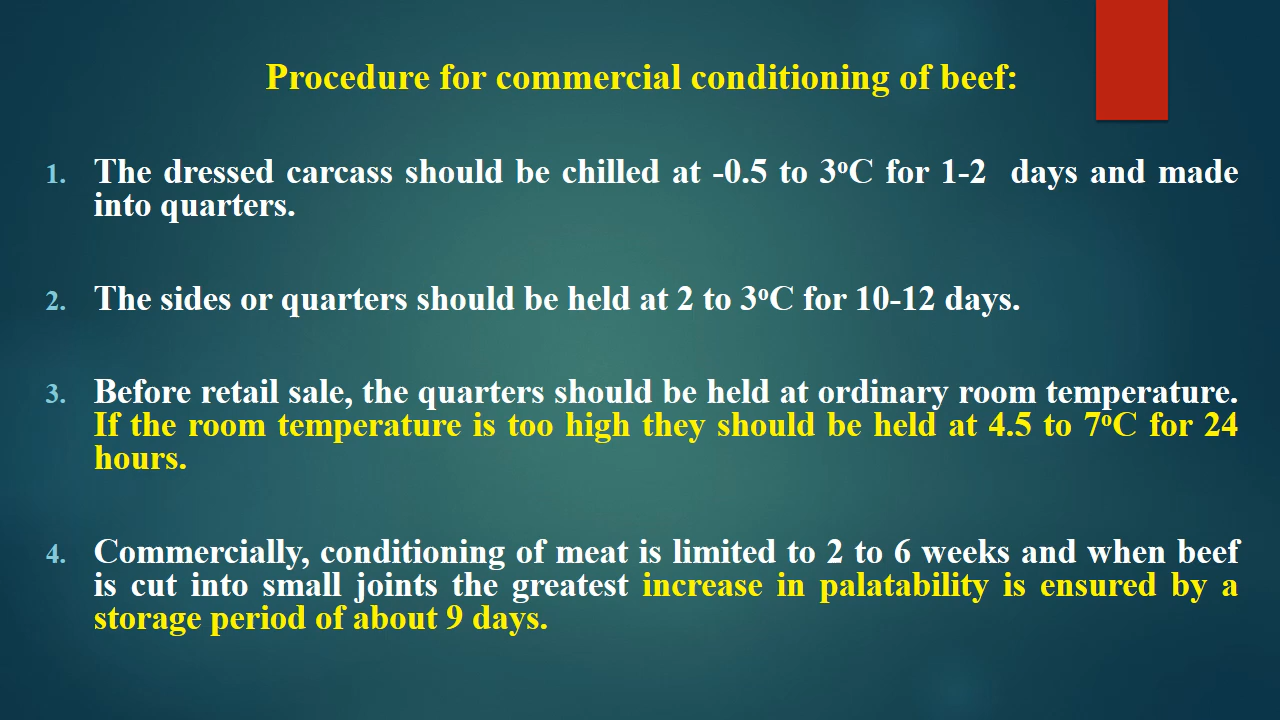 Procedure for commercial conditioning of beef:
1. The dressed carcass should be chilled at -0.5 to 3ºC for 1-2 days and made
into quarters.
2. The sides or quarters should be held at 2 to 3ºC for 10-12 days.
3. Before retail sale, the quarters should be held at ordinary room temperature.
If the room temperature is too high they should be held at 4.5 to 7ºC for 24
hours.
4. Commercially, conditioning of meat is limited to 2 to 6 weeks and when beef
is cut into small joints the greatest increase in palatability is ensured by a
storage period of about 9 days.